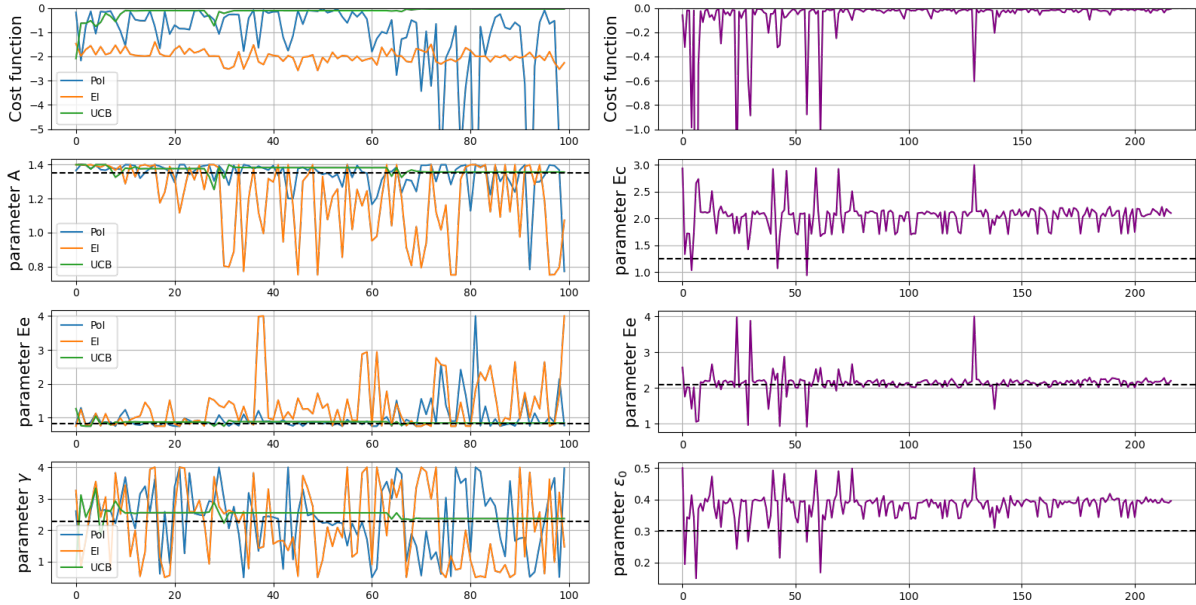 Cost function
0
−1
−2
−3
−4
−5
PoI
EI
UCB
0 20 40 60 80 100
parameter A
1.4
1.2
1.0
0.8
PoI
EI
UCB
0 20 40 60 80 100
parameter Ee
4
3
2
1
PoI
EI
UCB
0 20 40 60 80 100
parameter γ
4
3
2
1
PoI
EI
UCB
0 20 40 60 80 100
Cost function
0.0
−0.2
−0.4
−0.6
−0.8
−1.0
0 50 100 150 200
parameter Ec
3.0
2.5
2.0
1.5
1.0
0 50 100 150 200
parameter Ee
4
3
2
1
0 50 100 150 200
parameter ε₀
0.5
0.4
0.3
0.2
0 50 100 150 200